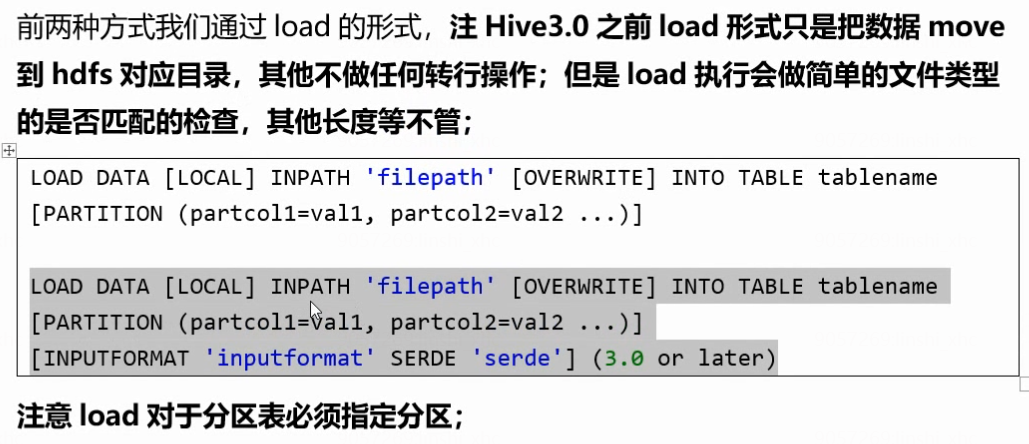 前两种方式我们通过 load 的形式，注 Hive3.0 之前 load 形式只是把数据 move
到 hdfs 对应目录，其他不做任何转行操作；但是 load 执行会做简单的文件类型
的是否匹配的检查，其他长度等不管；
LOAD DATA [LOCAL] INPATH 'filepath' [OVERWRITE] INTO TABLE tablename
[PARTITION (partcol1=val1, partcol2=val2 ...)]
LOAD DATA [LOCAL] INPATH 'filepath' [OVERWRITE] INTO TABLE tablename
[PARTITION (partcol1=val1, partcol2=val2 ...)]
[INPUTFORMAT 'inputformat' SERDE 'serde'] (3.0 or later)
注意 load 对于分区表必须指定分区；